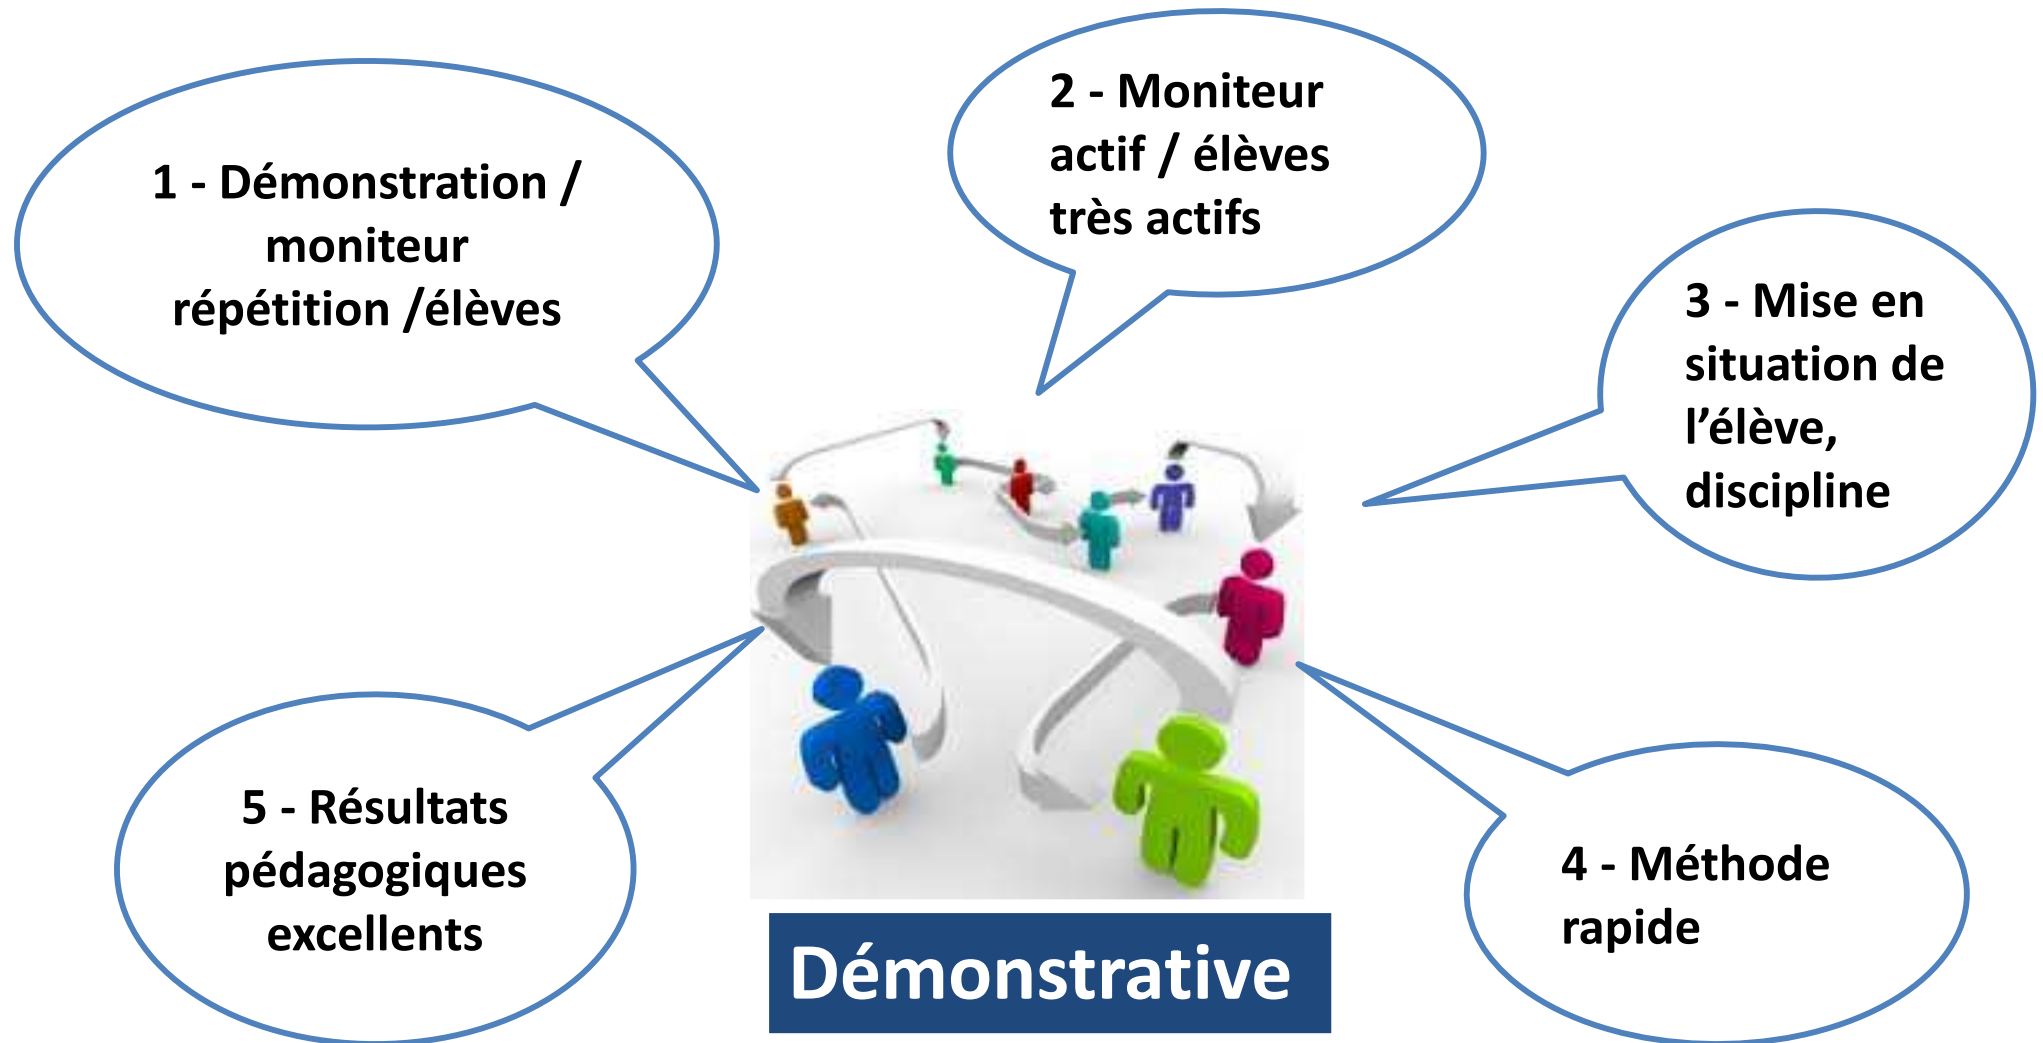 1 - Démonstration /
moniteur
répétition /élèves
2 - Moniteur
actif / élèves
très actifs
3 - Mise en
situation de
l’élève,
discipline
4 - Méthode
rapide
5 - Résultats
pédagogiques
excellents
Démonstrative